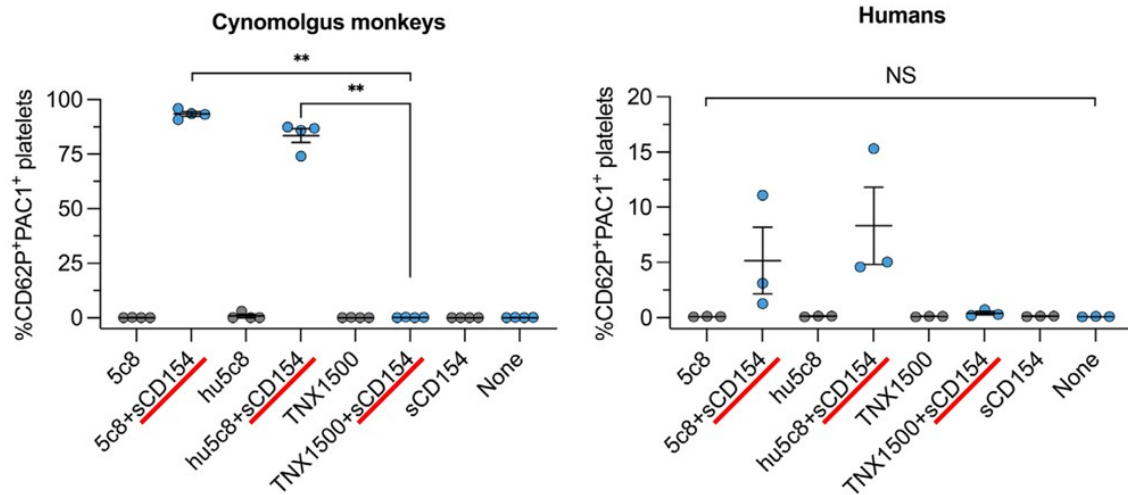 Cynomolgus monkeys
**
**
%CD62P⁺PAC1⁺ platelets
100
75
50
25
0
5c8
5c8+sCD154
hu5c8
hu5c8+sCD154
TNX1500
TNX1500+sCD154
sCD154
None
Humans
NS
%CD62P⁺PAC1⁺ platelets
20
15
10
5
0
5c8
5c8+sCD154
hu5c8
hu5c8+sCD154
TNX1500
TNX1500+sCD154
sCD154
None